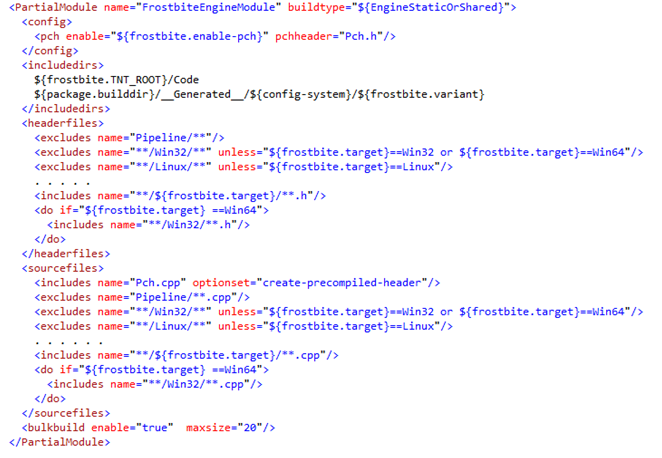 <PartialModule name="FrostbiteEngineModule" buildtype="${EngineStaticOrShared}">
  <config>
    <pch enable="${frostbite.enable-pch}" pchheader="Pch.h"/>
  </config>
  <includedirs>
    ${frostbite.TNT_ROOT}/Code
    ${package.builddir}/__Generated__/${config-system}/${frostbite.variant}
  </includedirs>
  <headerfiles>
    <excludes name="Pipeline/**"/>
    <excludes name="**/Win32/**" unless="${frostbite.target}==Win32 or ${frostbite.target}==Win64"/>
    <excludes name="**/Linux/**" unless="${frostbite.target}==Linux"/>
    . . . . .
    <includes name="**/${frostbite.target}/**.h"/>
    <do if="${frostbite.target} ==Win64">
      <includes name="**/Win32/**.h"/>
    </do>
  </headerfiles>
  <sourcefiles>
    <includes name="Pch.cpp" optionset="create-precompiled-header"/>
    <excludes name="Pipeline/**.cpp"/>
    <excludes name="**/Win32/**" unless="${frostbite.target}==Win32 or ${frostbite.target}==Win64"/>
    <excludes name="**/Linux/**" unless="${frostbite.target}==Linux"/>
    . . . . . .
    <includes name="**/${frostbite.target}/**.cpp"/>
    <do if="${frostbite.target} ==Win64">
      <includes name="**/Win32/**.cpp"/>
    </do>
  </sourcefiles>
  <bulkbuild enable="true"  maxsize="20"/>
</PartialModule>